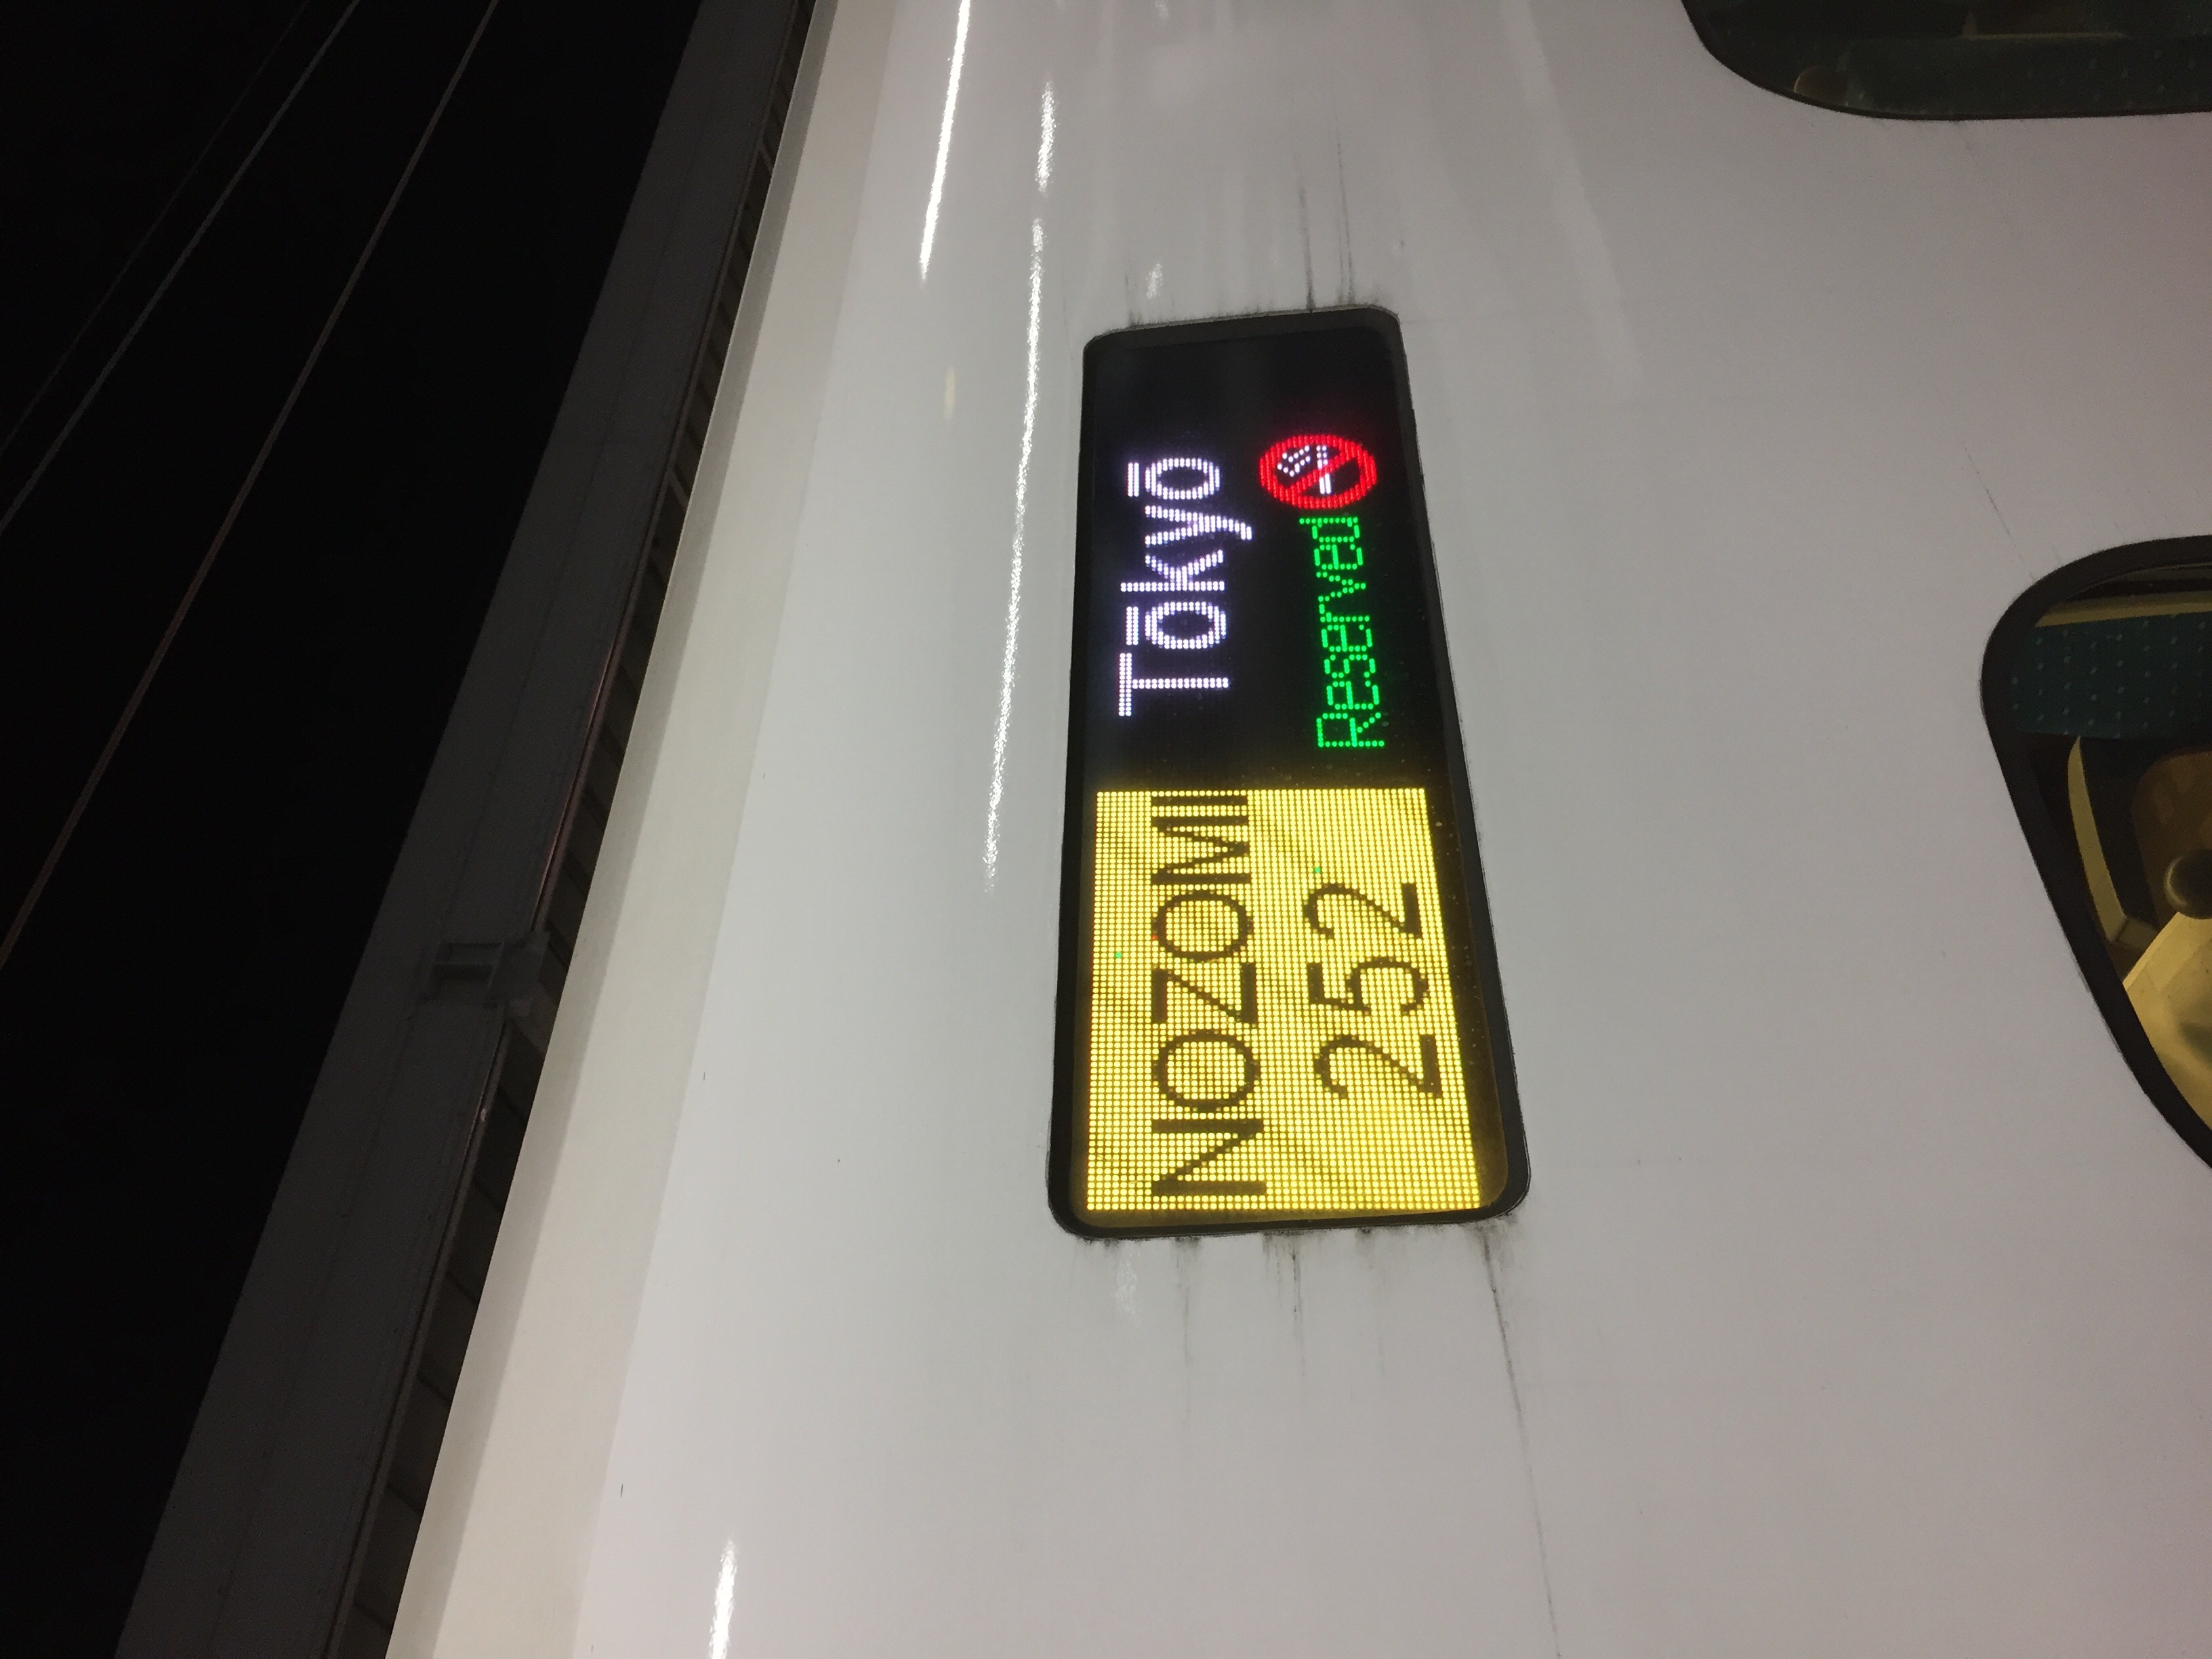 NOZOMI
252
Tōkyō
Reserved